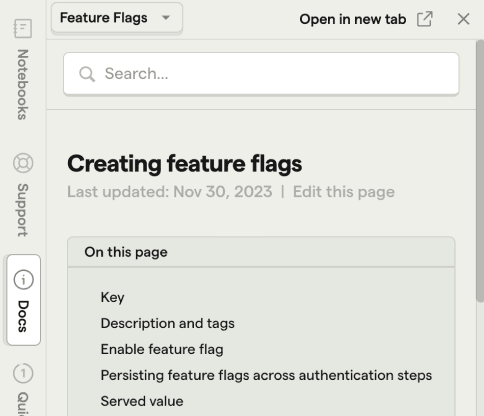 Feature Flags
Open in new tab
Notebooks
Support
Docs
Search...
Creating feature flags
Last updated: Nov 30, 2023 | Edit this page
On this page
Key
Description and tags
Enable feature flag
Persisting feature flags across authentication steps
Served value